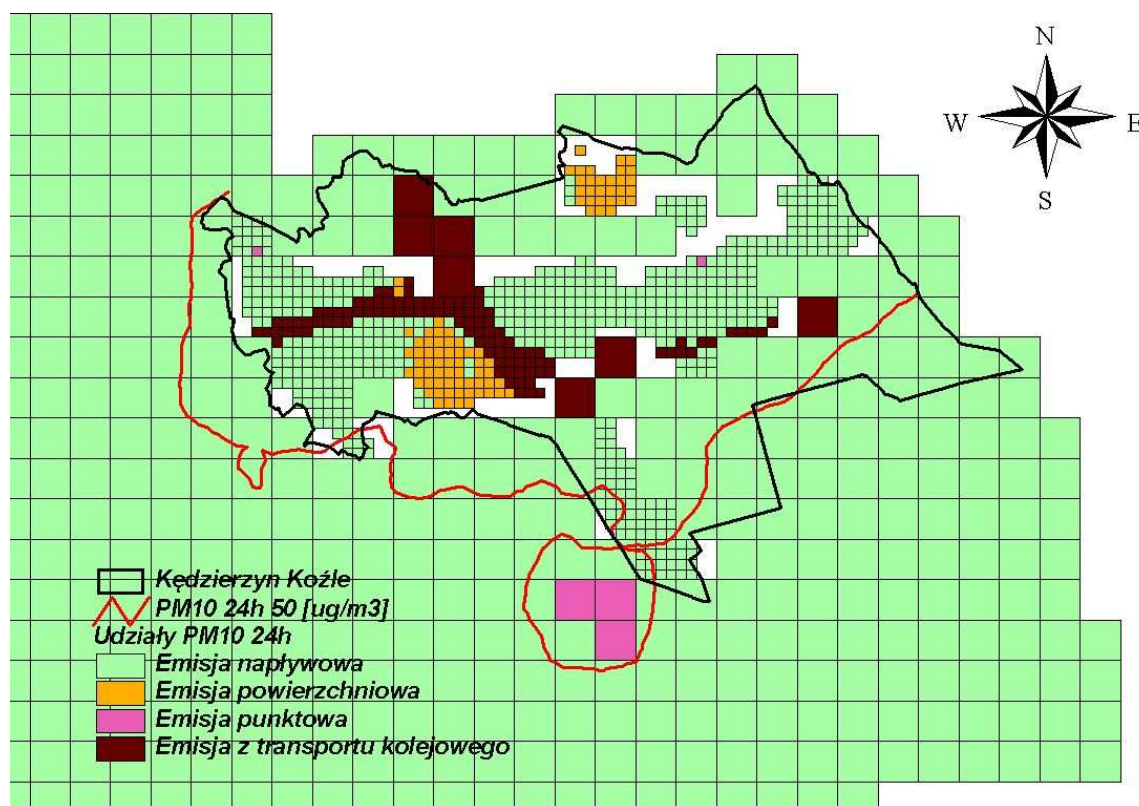 N
W
E
S
Kędzierzyn Koźle
PM10 24h 50 [ug/m3]
Udziały PM10 24h
Emisja napływowa
Emisja powierzchniowa
Emisja punktowa
Emisja z transportu kolejowego